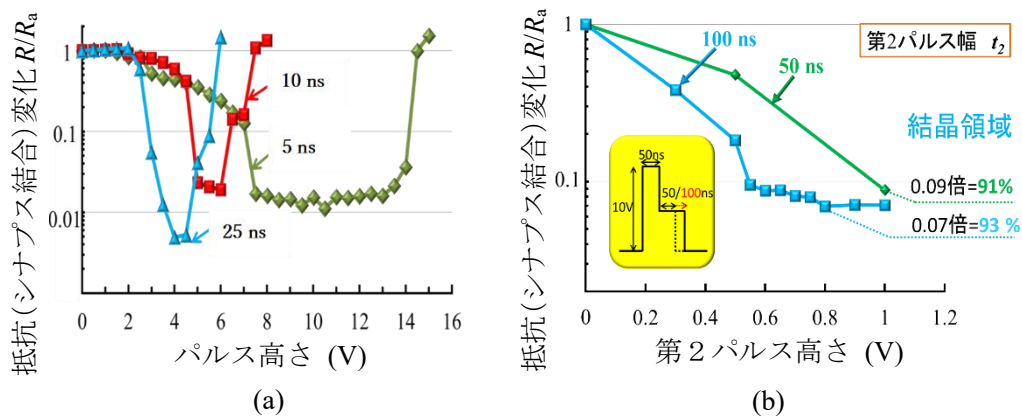 抵抗(シナプス結合)変化 R/Ra
1
0.1
0.01
10 ns
5 ns
25 ns
0 2 4 6 8 10 12 14 16
パルス高さ (V)
(a)
抵抗(シナプス結合)変化 R/Ra
1
0.1
第2パルス幅 t2
100 ns
50 ns
結晶領域
50ns
50/100ns
10V
0.09倍=91%
0.07倍=93 %
0 0.2 0.4 0.6 0.8 1 1.2
第２パルス高さ (V)
(b)